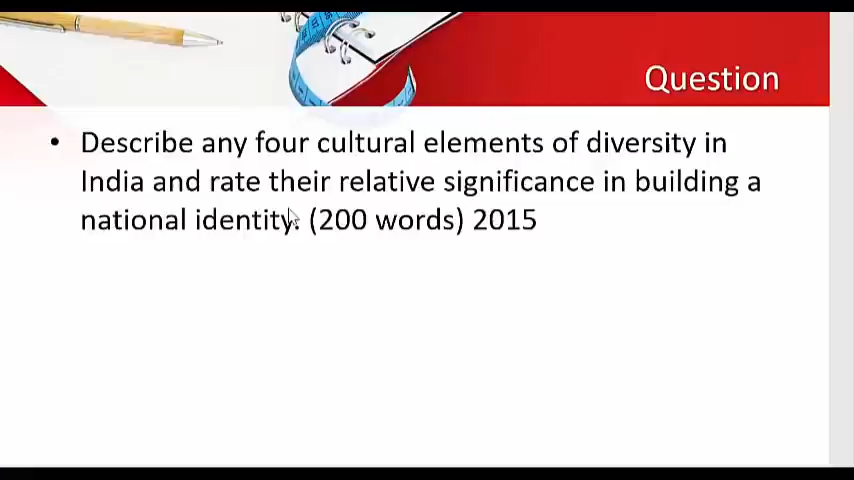 Question
• Describe any four cultural elements of diversity in
India and rate their relative significance in building a
national identity. (200 words) 2015